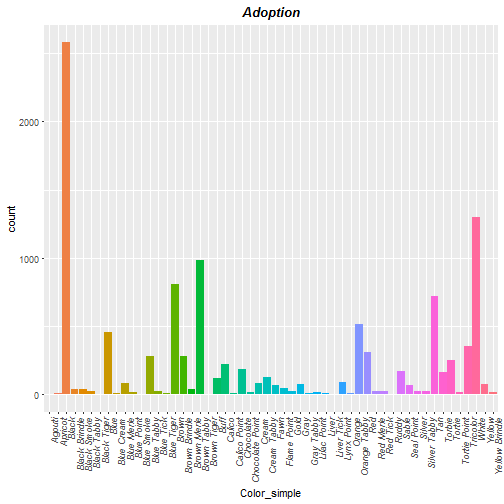 Adoption
count
2000
1000
0
Agouti
Apricot
Black
Black Brindle
Black Smoke
Black Tabby
Black Tiger
Blue
Blue Cream
Blue Merle
Blue Point
Blue Smoke
Blue Tabby
Blue Tick
Blue Tiger
Brown
Brown Brindle
Brown Merle
Brown Tabby
Brown Tiger
Buff
Calico
Calico Point
Chocolate
Chocolate Point
Cream
Cream Tabby
Fawn
Flame Point
Gold
Gray
Gray Tabby
Lilac Point
Liver
Liver Tick
Lynx Point
Orange
Orange Tabby
Red
Red Merle
Red Tick
Ruddy
Sable
Seal Point
Silver
Silver Tabby
Tan
Torbie
Tortie
Tortie Point
Tricolor
White
Yellow
Yellow Brindle
Color_simple